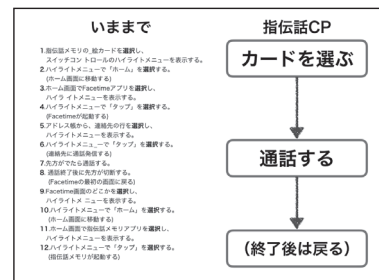 いままで
1.指伝話メモリの_絵カードを選択し、
スイッチコン トロールのハイライトメニューを表示する。
2.ハイライトメニューで「ホーム」を選択する。
(ホーム画面に移動する)
3.ホーム画面でFacetimeアプリを選択し、
ハイラ イトメニューを表示する。
4.ハイライトメニューで「タップ」を選択する。
(Facetimeが起動する)
5.アドレス帳から、連絡先の行を選択し、
ハイライトメニューを表示する。
6.ハイライトメニュ_ーで「タップ」を選択する。
(連絡先に通話発信する)
7.先方がでたら通話する。
8. 通話終了後に先方が切断する。
(Facetimeの最初の画面に戻る)
9.Facetime画面のどこかを選択し、
ハイライトメ ニューを表示する。
10.ハイライトメニューで「ホーム」を選択する。
(ホーム画面に移動する)
11.ホーム画面で指伝話メモリアプリを選択し、
ハイライトメニューを表示する。
12.ハイライトメニューで「タップ」を選択する。
(指伝話メモリが起動する)
指伝話CP
カードを選ぶ
通話する
(終了後は戻る)